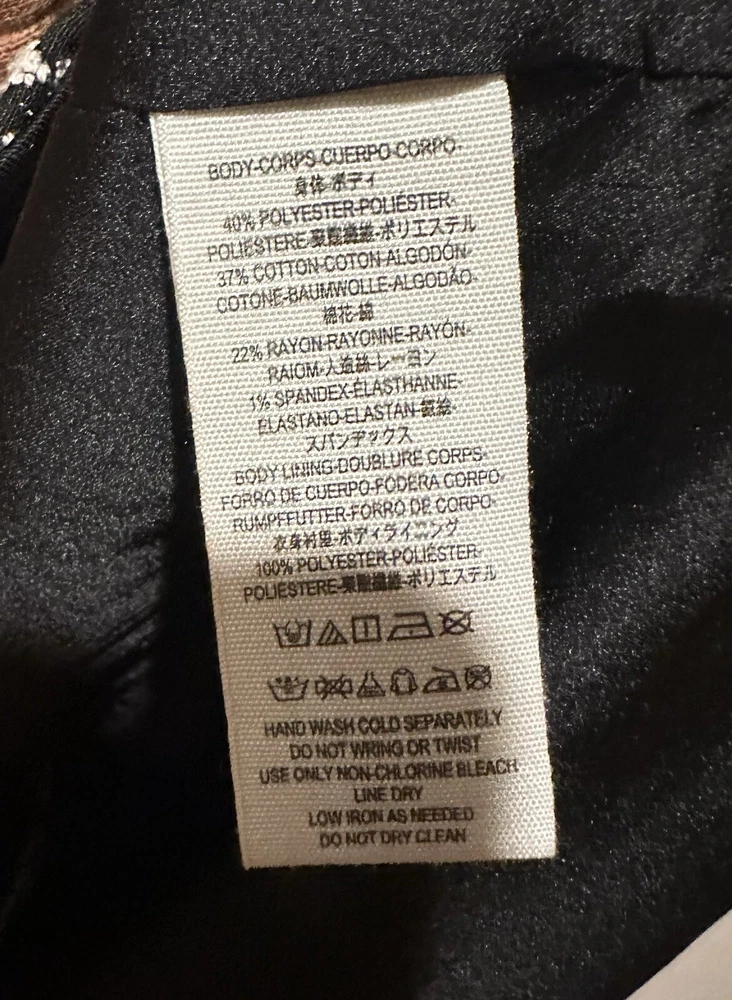 BODY-CORPS-CUERPO-CORPO-
身体-ボディ
40% POLYESTER-POLIÉSTER-
POLIESTERE-聚酯纖維-ポリエステル
37% COTTON-COTON-ALGODÓN-
COTONE-BAUMWOLLE-ALGODÃO-
棉花-綿
22% RAYON-RAYONNE-RAYÓN-
RAIOM-人造絲-レーヨン
1% SPANDEX-ÉLASTHANNE-
ELASTANO-ELASTAN-
スパンデックス
BODY LINING-DOUBLURE CORPS-
FORRO DE CUERPO-FODERA CORPO-
RUMPFFUTTER-FORRO DE CORPO-
衣身衬里-ボディライニング
100% POLYESTER-POLIÉSTER-
POLIESTERE-聚酯纖維-ポリエステル
HAND WASH COLD SEPARATELY
DO NOT WRING OR TWIST
USE ONLY NON-CHLORINE BLEACH
LINE DRY
LOW IRON AS NEEDED
DO NOT DRY CLEAN